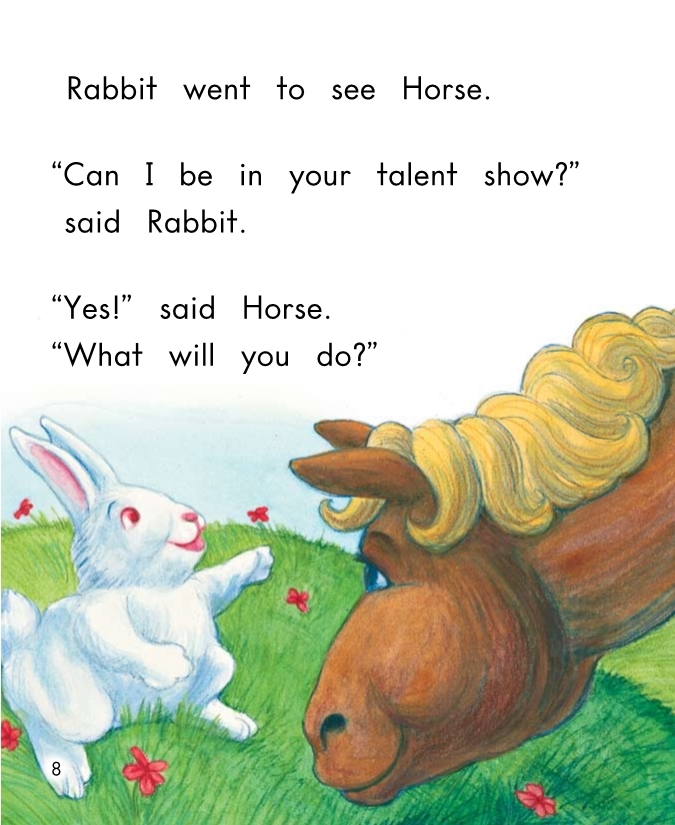 Rabbit went to see Horse.
“Can I be in your talent show?”
said Rabbit.
“Yes!” said Horse.
“What will you do?”
8